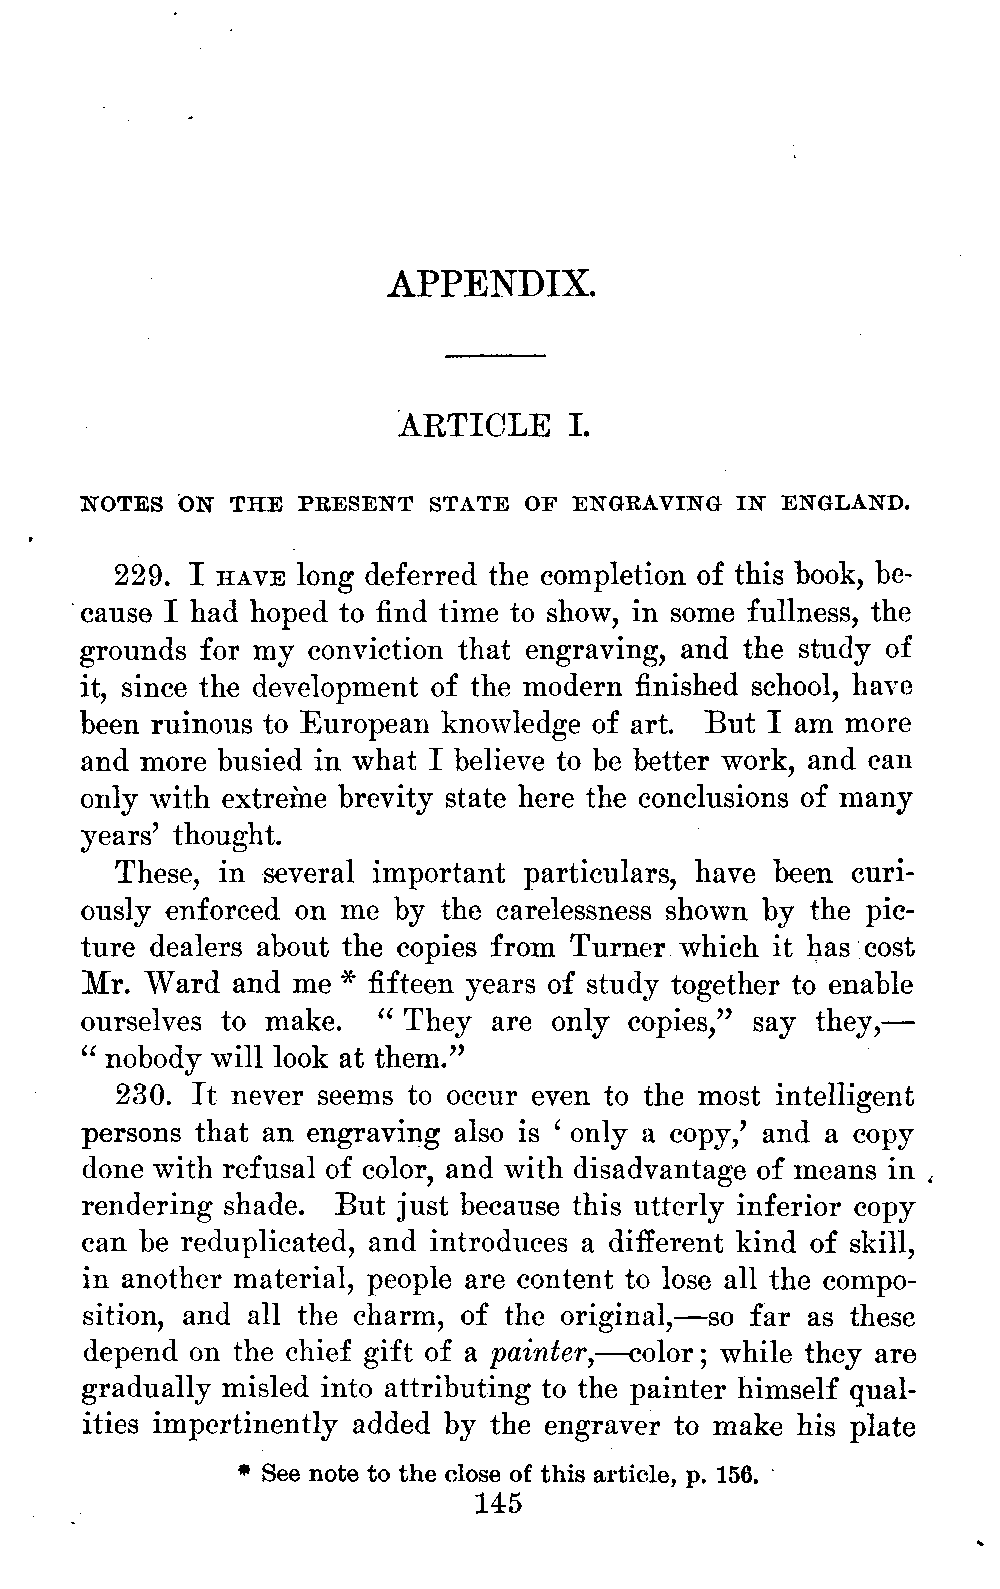 APPENDIX.
ARTICLE I.
NOTES ON THE PRESENT STATE OF ENGRAVING IN ENGLAND.
229. I HAVE long deferred the completion of this book, be-
cause I had hoped to find time to show, in some fullness, the
grounds for my conviction that engraving, and the study of
it, since the development of the modern finished school, have
been ruinous to European knowledge of art. But I am more
and more busied in what I believe to be better work, and can
only with extreme brevity state here the conclusions of many
years’ thought.
These, in several important particulars, have been curi-
ously enforced on me by the carelessness shown by the pic-
ture dealers about the copies from Turner which it has cost
Mr. Ward and me * fifteen years of study together to enable
ourselves to make. “ They are only copies,” say they,—
“ nobody will look at them.”
230. It never seems to occur even to the most intelligent
persons that an engraving also is ‘ only a copy,’ and a copy
done with refusal of color, and with disadvantage of means in
rendering shade. But just because this utterly inferior copy
can be reduplicated, and introduces a different kind of skill,
in another material, people are content to lose all the compo-
sition, and all the charm, of the original,—so far as these
depend on the chief gift of a painter,—color; while they are
gradually misled into attributing to the painter himself qual-
ities impertinently added by the engraver to make his plate
* See note to the close of this article, p. 156.
145